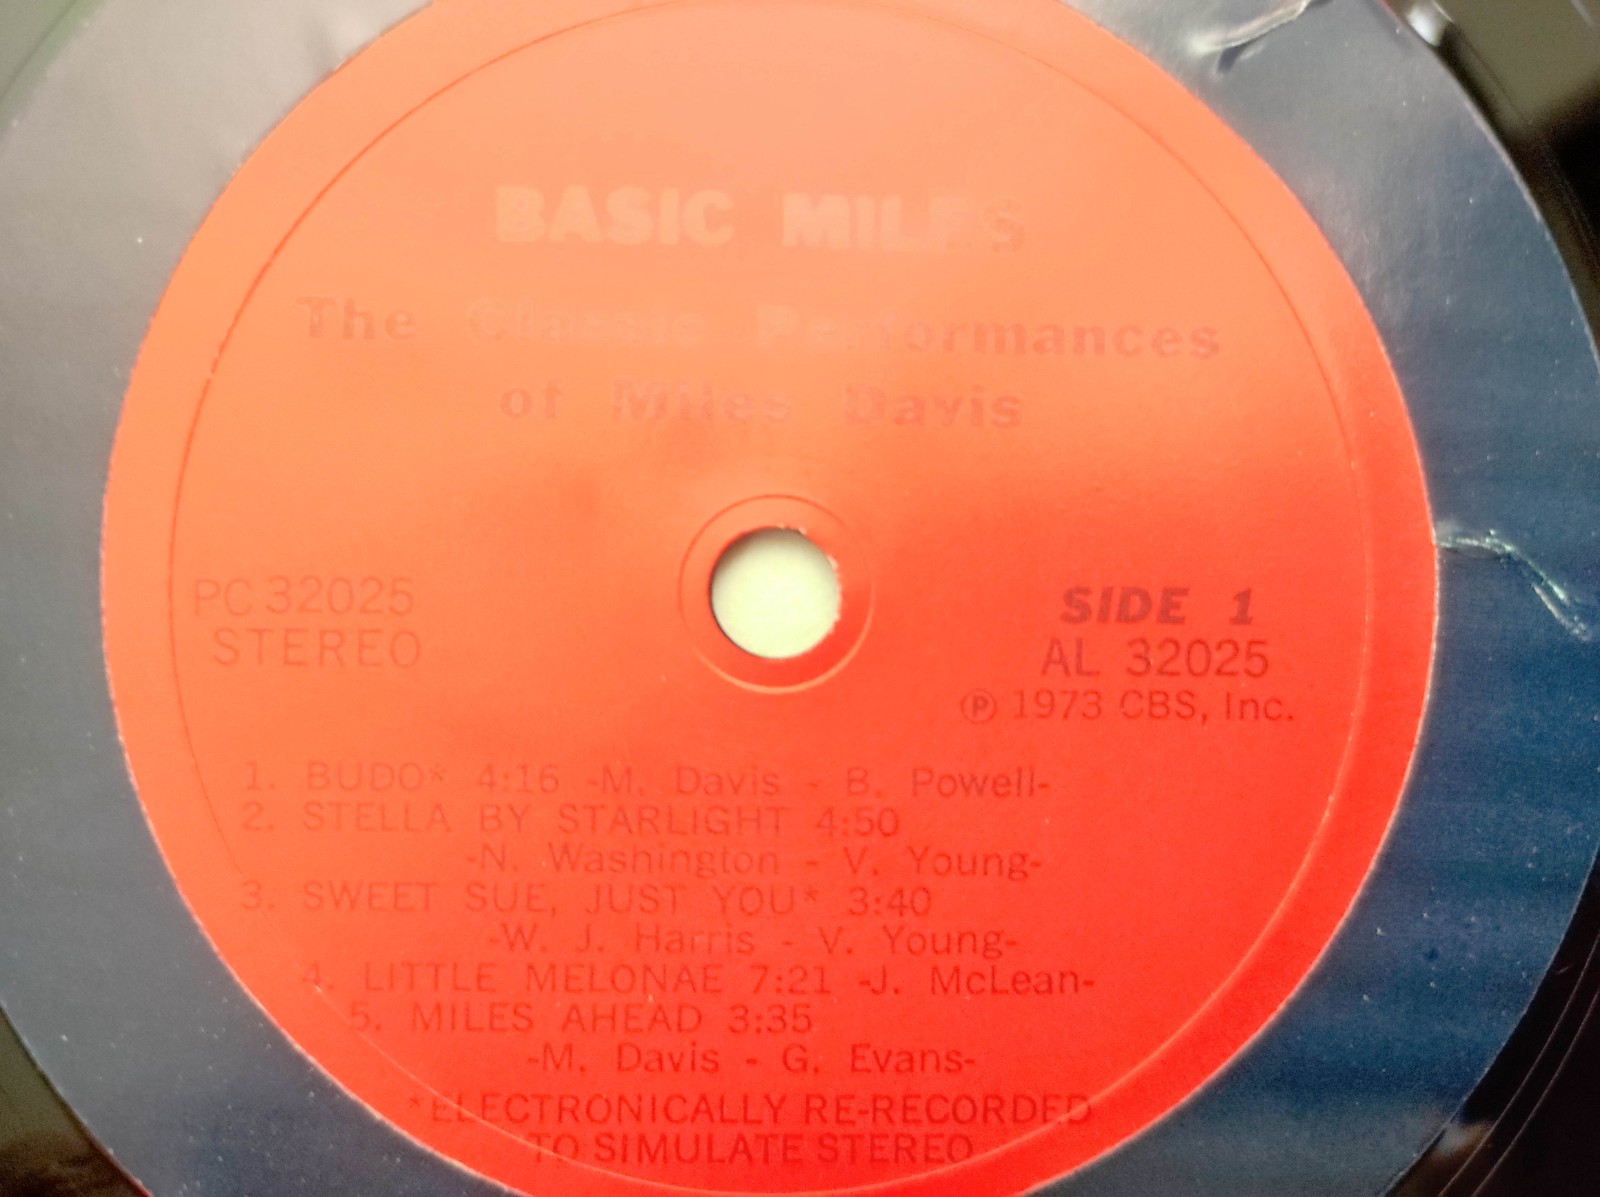 BASIC MILES
The Classic Performances
of Miles Davis
PC 32025
STEREO
SIDE 1
AL 32025
℗ 1973 CBS, Inc.
1. BUDO* 4:16 -M. Davis - B. Powell-
2. STELLA BY STARLIGHT 4:50
-N. Washington - V. Young-
3. SWEET SUE, JUST YOU* 3:40
-W. J. Harris - V. Young-
4. LITTLE MELONAE 7:21 -J. McLean-
5. MILES AHEAD 3:35
-M. Davis - G. Evans-
*ELECTRONICALLY RE-RECORDED
TO SIMULATE STEREO